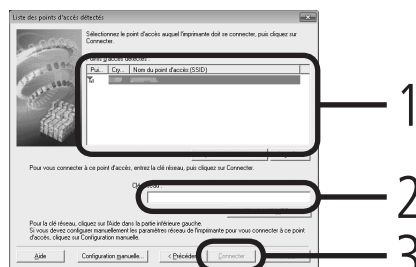 Liste des points d'accès détectés
Sélectionnez le point d'accès auquel l'imprimante doit se connecter, puis cliquez sur
Connecter.
Points d'accès détectés :
Pui... Cry... Nom du point d'accès (SSID)
1
Pour vous connecter à ce point d'accès, entrez la clé réseau, puis cliquez sur Connecter.
Clé réseau :
2
Pour la clé réseau, cliquez sur l'Aide dans la partie inférieure gauche.
Si vous devez configurer manuellement les paramètres réseau de l'imprimante pour vous connecter à ce point
d'accès, cliquez sur Configuration manuelle.
Aide Configuration manuelle... < Précédent Connecter
3